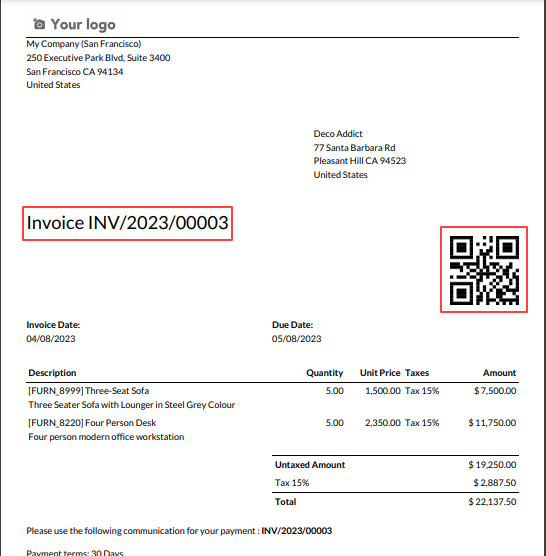 Your logo
My Company (San Francisco)
250 Executive Park Blvd, Suite 3400
San Francisco CA 94134
United States
Deco Addict
77 Santa Barbara Rd
Pleasant Hill CA 94523
United States
Invoice INV/2023/00003
Invoice Date: Due Date:
04/08/2023 05/08/2023
Description Quantity Unit Price Taxes Amount
[FURN_8999] Three-Seat Sofa 5.00 1,500.00 Tax 15% $ 7,500.00
Three Seater Sofa with Lounger in Steel Grey Colour
[FURN_8220] Four Person Desk 5.00 2,350.00 Tax 15% $ 11,750.00
Four person modern office workstation
Untaxed Amount $ 19,250.00
Tax 15% $ 2,887.50
Total $ 22,137.50
Please use the following communication for your payment : INV/2023/00003
Payment terms: 30 Days